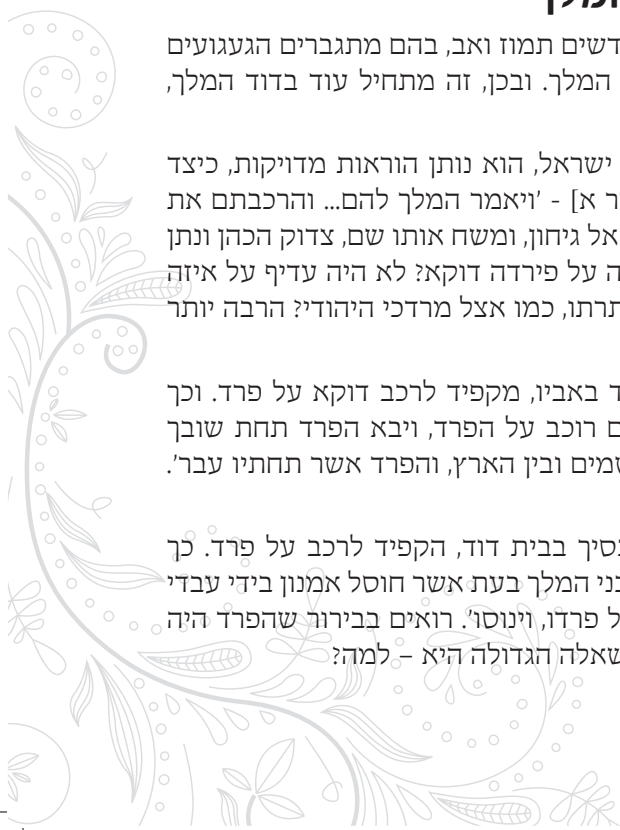 דשים תמוז ואב, בהם מתגברים הגעגועים
המלך. ובכן, זה מתחיל עוד בדוד המלך,
ישראל, הוא נותן הוראות מדויקות, כיצד
ר א] - 'ויאמר המלך להם... והרכבתם את
אל גיחון, ומשח אותו שם, צדוק הכהן ונתן
ה על פירדה דוקא? לא היה עדיף על איזה
תרתו, כמו אצל מרדכי היהודי? הרבה יותר
ד באביו, מקפיד לרכב דוקא על פרד. וכך
ם רוכב על הפרד, ויבא הפרד תחת שובך
שמים ובין הארץ, והפרד אשר תחתיו עבר'.
נסיך בבית דוד, הקפיד לרכב על פרד. כך
בני המלך בעת אשר חוסל אמנון בידי עבדי
ל פרדו, וינוסו'. רואים בבירור שהפרד היה
שאלה הגדולה היא – למה?